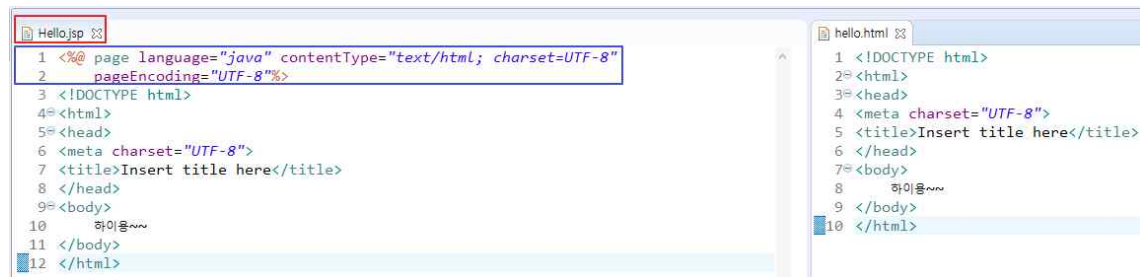 Hello.jsp
1 <%@ page language="java" contentType="text/html; charset=UTF-8"
2 pageEncoding="UTF-8"%>
3 <!DOCTYPE html>
4 <html>
5 <head>
6 <meta charset="UTF-8">
7 <title>Insert title here</title>
8 </head>
9 <body>
10 하이용~~
11 </body>
12 </html>
hello.html
1 <!DOCTYPE html>
2 <html>
3 <head>
4 <meta charset="UTF-8">
5 <title>Insert title here</title>
6 </head>
7 <body>
8 하이용~~
9 </body>
10 </html>